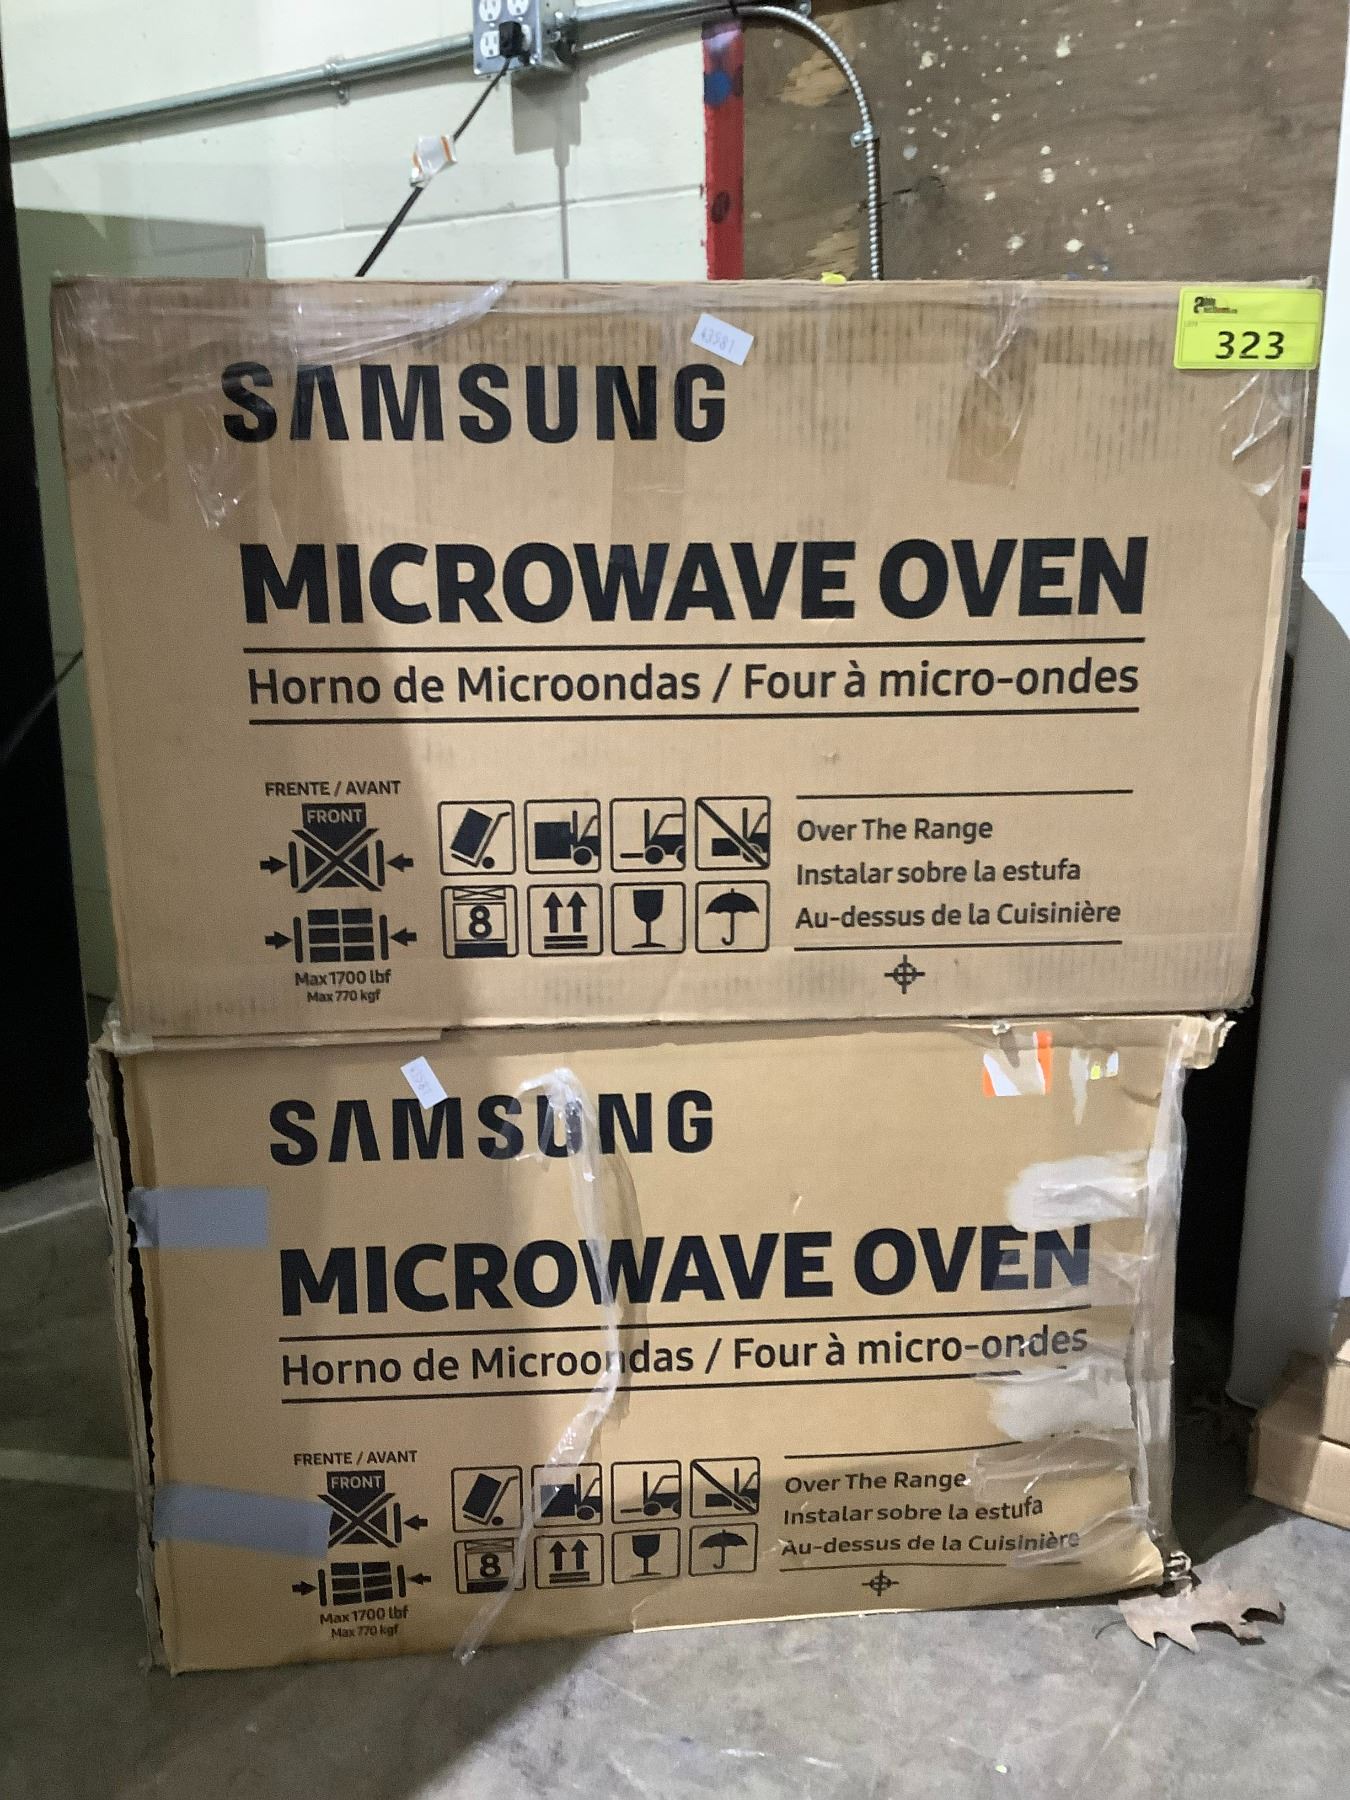 323
43981
SAMSUNG
MICROWAVE OVEN
Horno de Microondas / Four à micro-ondes
FRENTE / AVANT
FRONT
8
Max 1700 lbf
Max 770 kgf
Over The Range
Instalar sobre la estufa
Au-dessus de la Cuisinière
SAMSUNG
MICROWAVE OVEN
Horno de Microondas / Four à micro-ondes
FRENTE / AVANT
FRONT
8
Max 1700 lbf
Max 770 kgf
Over The Range
Instalar sobre la estufa
Au-dessus de la Cuisinière